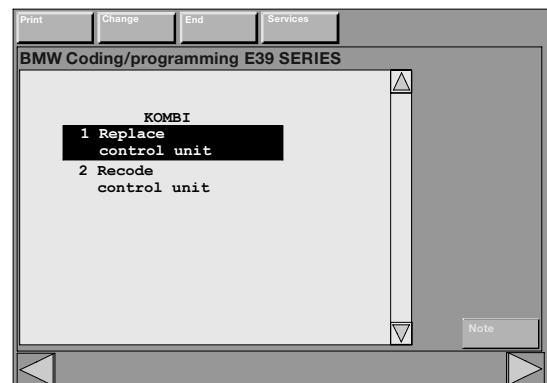 Print Change End Services
BMW Coding/programming E39 SERIES
KOMBI
1 Replace
control unit
2 Recode
control unit
Note